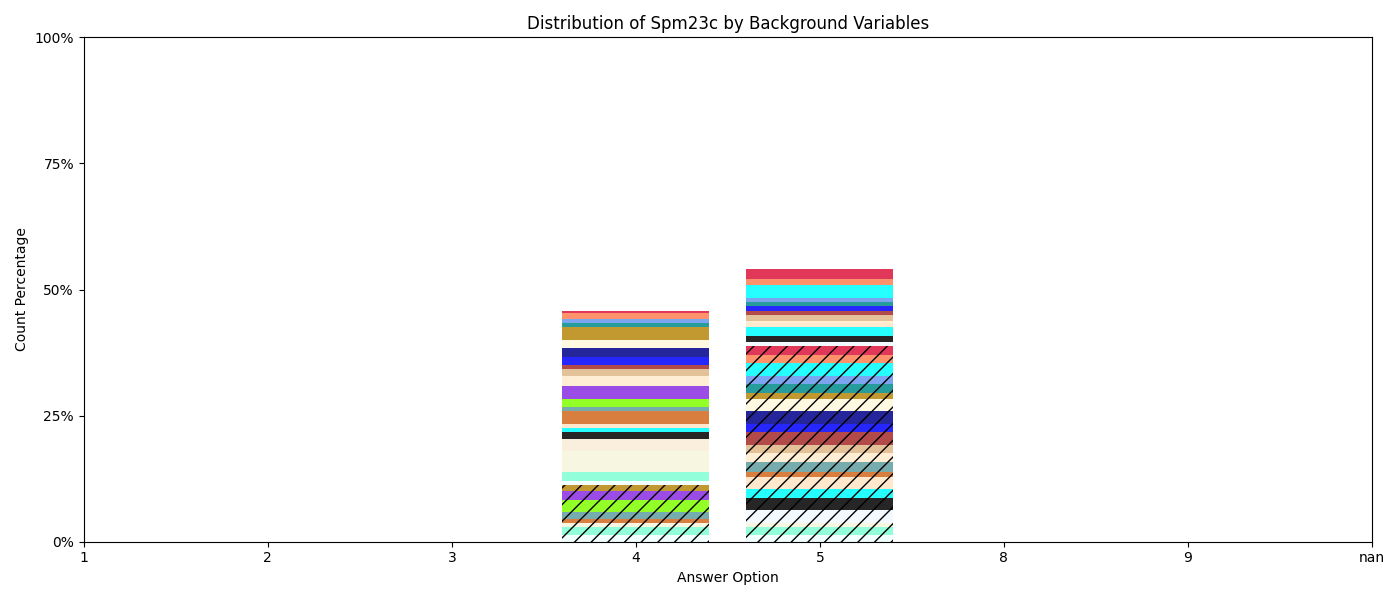 Distribution of Spm23c by Background Variables
100%
75%
50%
25%
0%
Count Percentage
1 2 3 4 5 8 9 nan
Answer Option